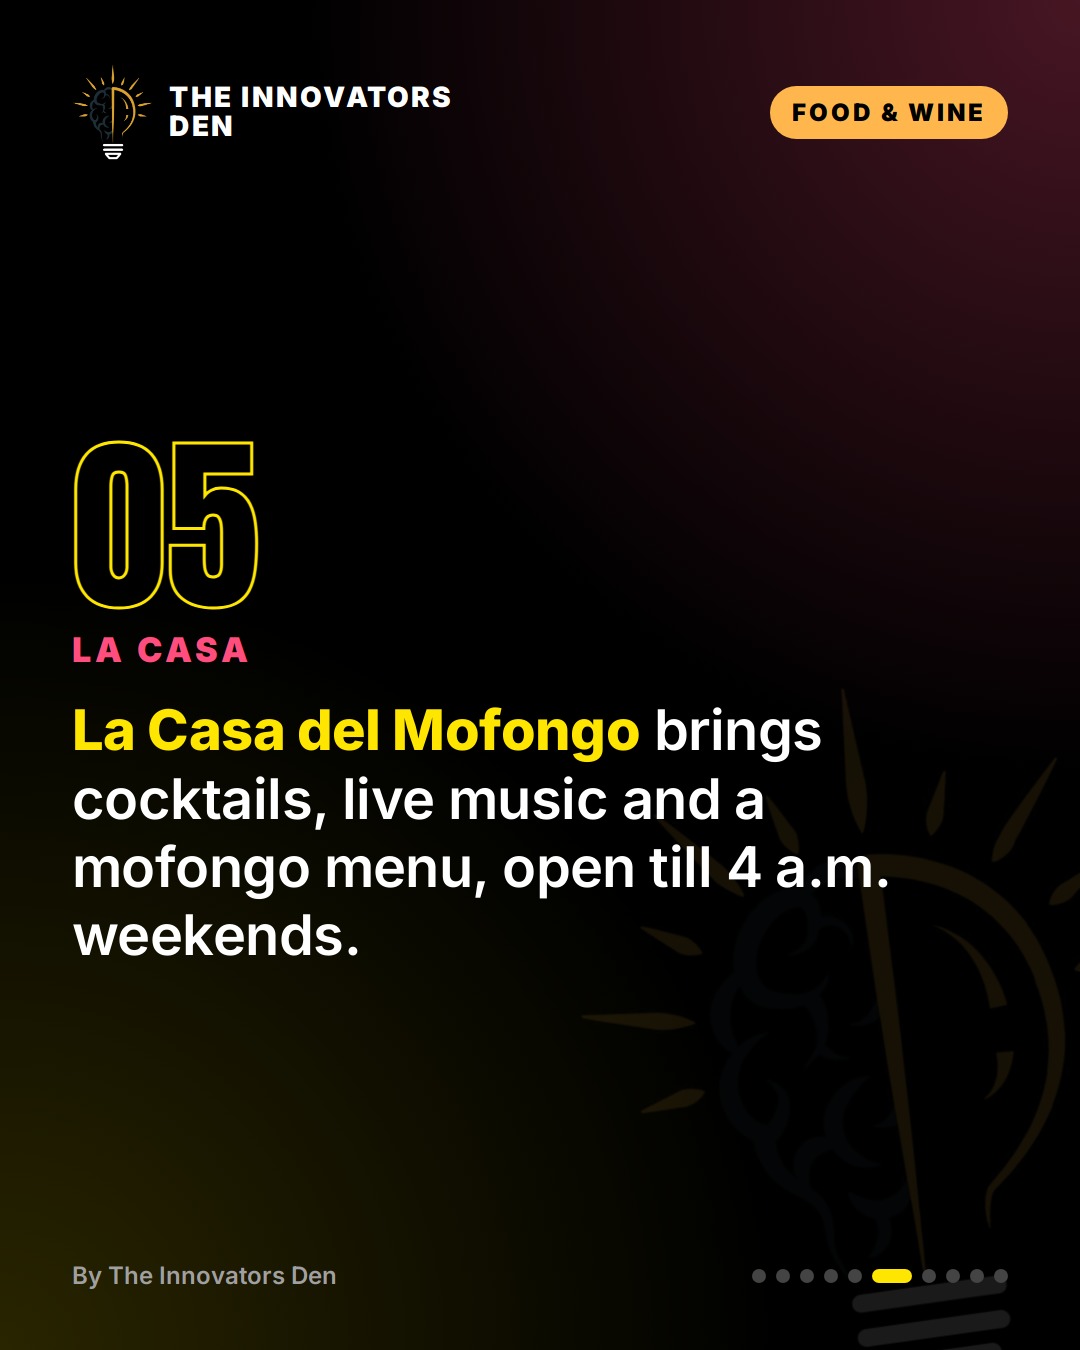 THE INNOVATORS
DEN
FOOD & WINE
05
LA CASA
La Casa del Mofongo brings
cocktails, live music and a
mofongo menu, open till 4 a.m.
weekends.
By The Innovators Den